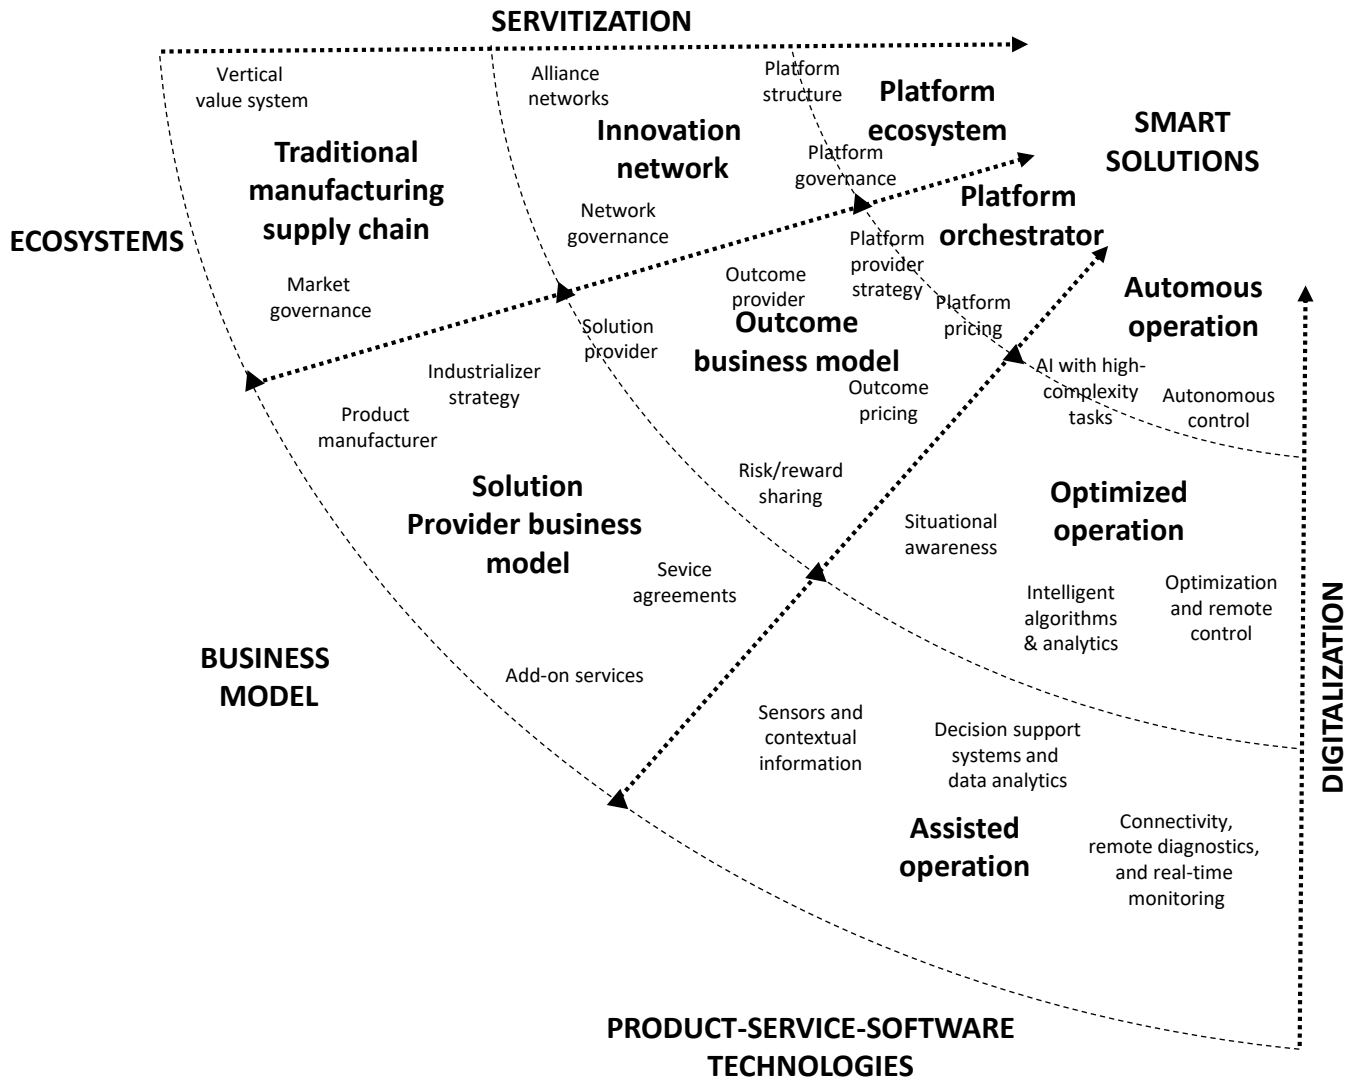 SERVITIZATION
Vertical
value system
Alliance
networks
Platform
structure
Platform
ecosystem
SMART
SOLUTIONS
Traditional
manufacturing
supply chain
Innovation
network
Platform
governance
Platform
orchestrator
ECOSYSTEMS
Network
governance
Market
governance
Platform
provider
strategy
Outcome
provider
Platform
pricing
Automous
operation
Solution
provider
Outcome
business model
Industrializer
strategy
Outcome
pricing
AI with high-
complexity
tasks
Autonomous
control
Product
manufacturer
Risk/reward
sharing
Solution
Provider business
model
Optimized
operation
Situational
awareness
Sevice
agreements
Intelligent
algorithms
& analytics
Optimization
and remote
control
DIGITALIZATION
BUSINESS
MODEL
Add-on services
Sensors and
contextual
information
Decision support
systems and
data analytics
Assisted
operation
Connectivity,
remote diagnostics,
and real-time
monitoring
PRODUCT-SERVICE-SOFTWARE
TECHNOLOGIES